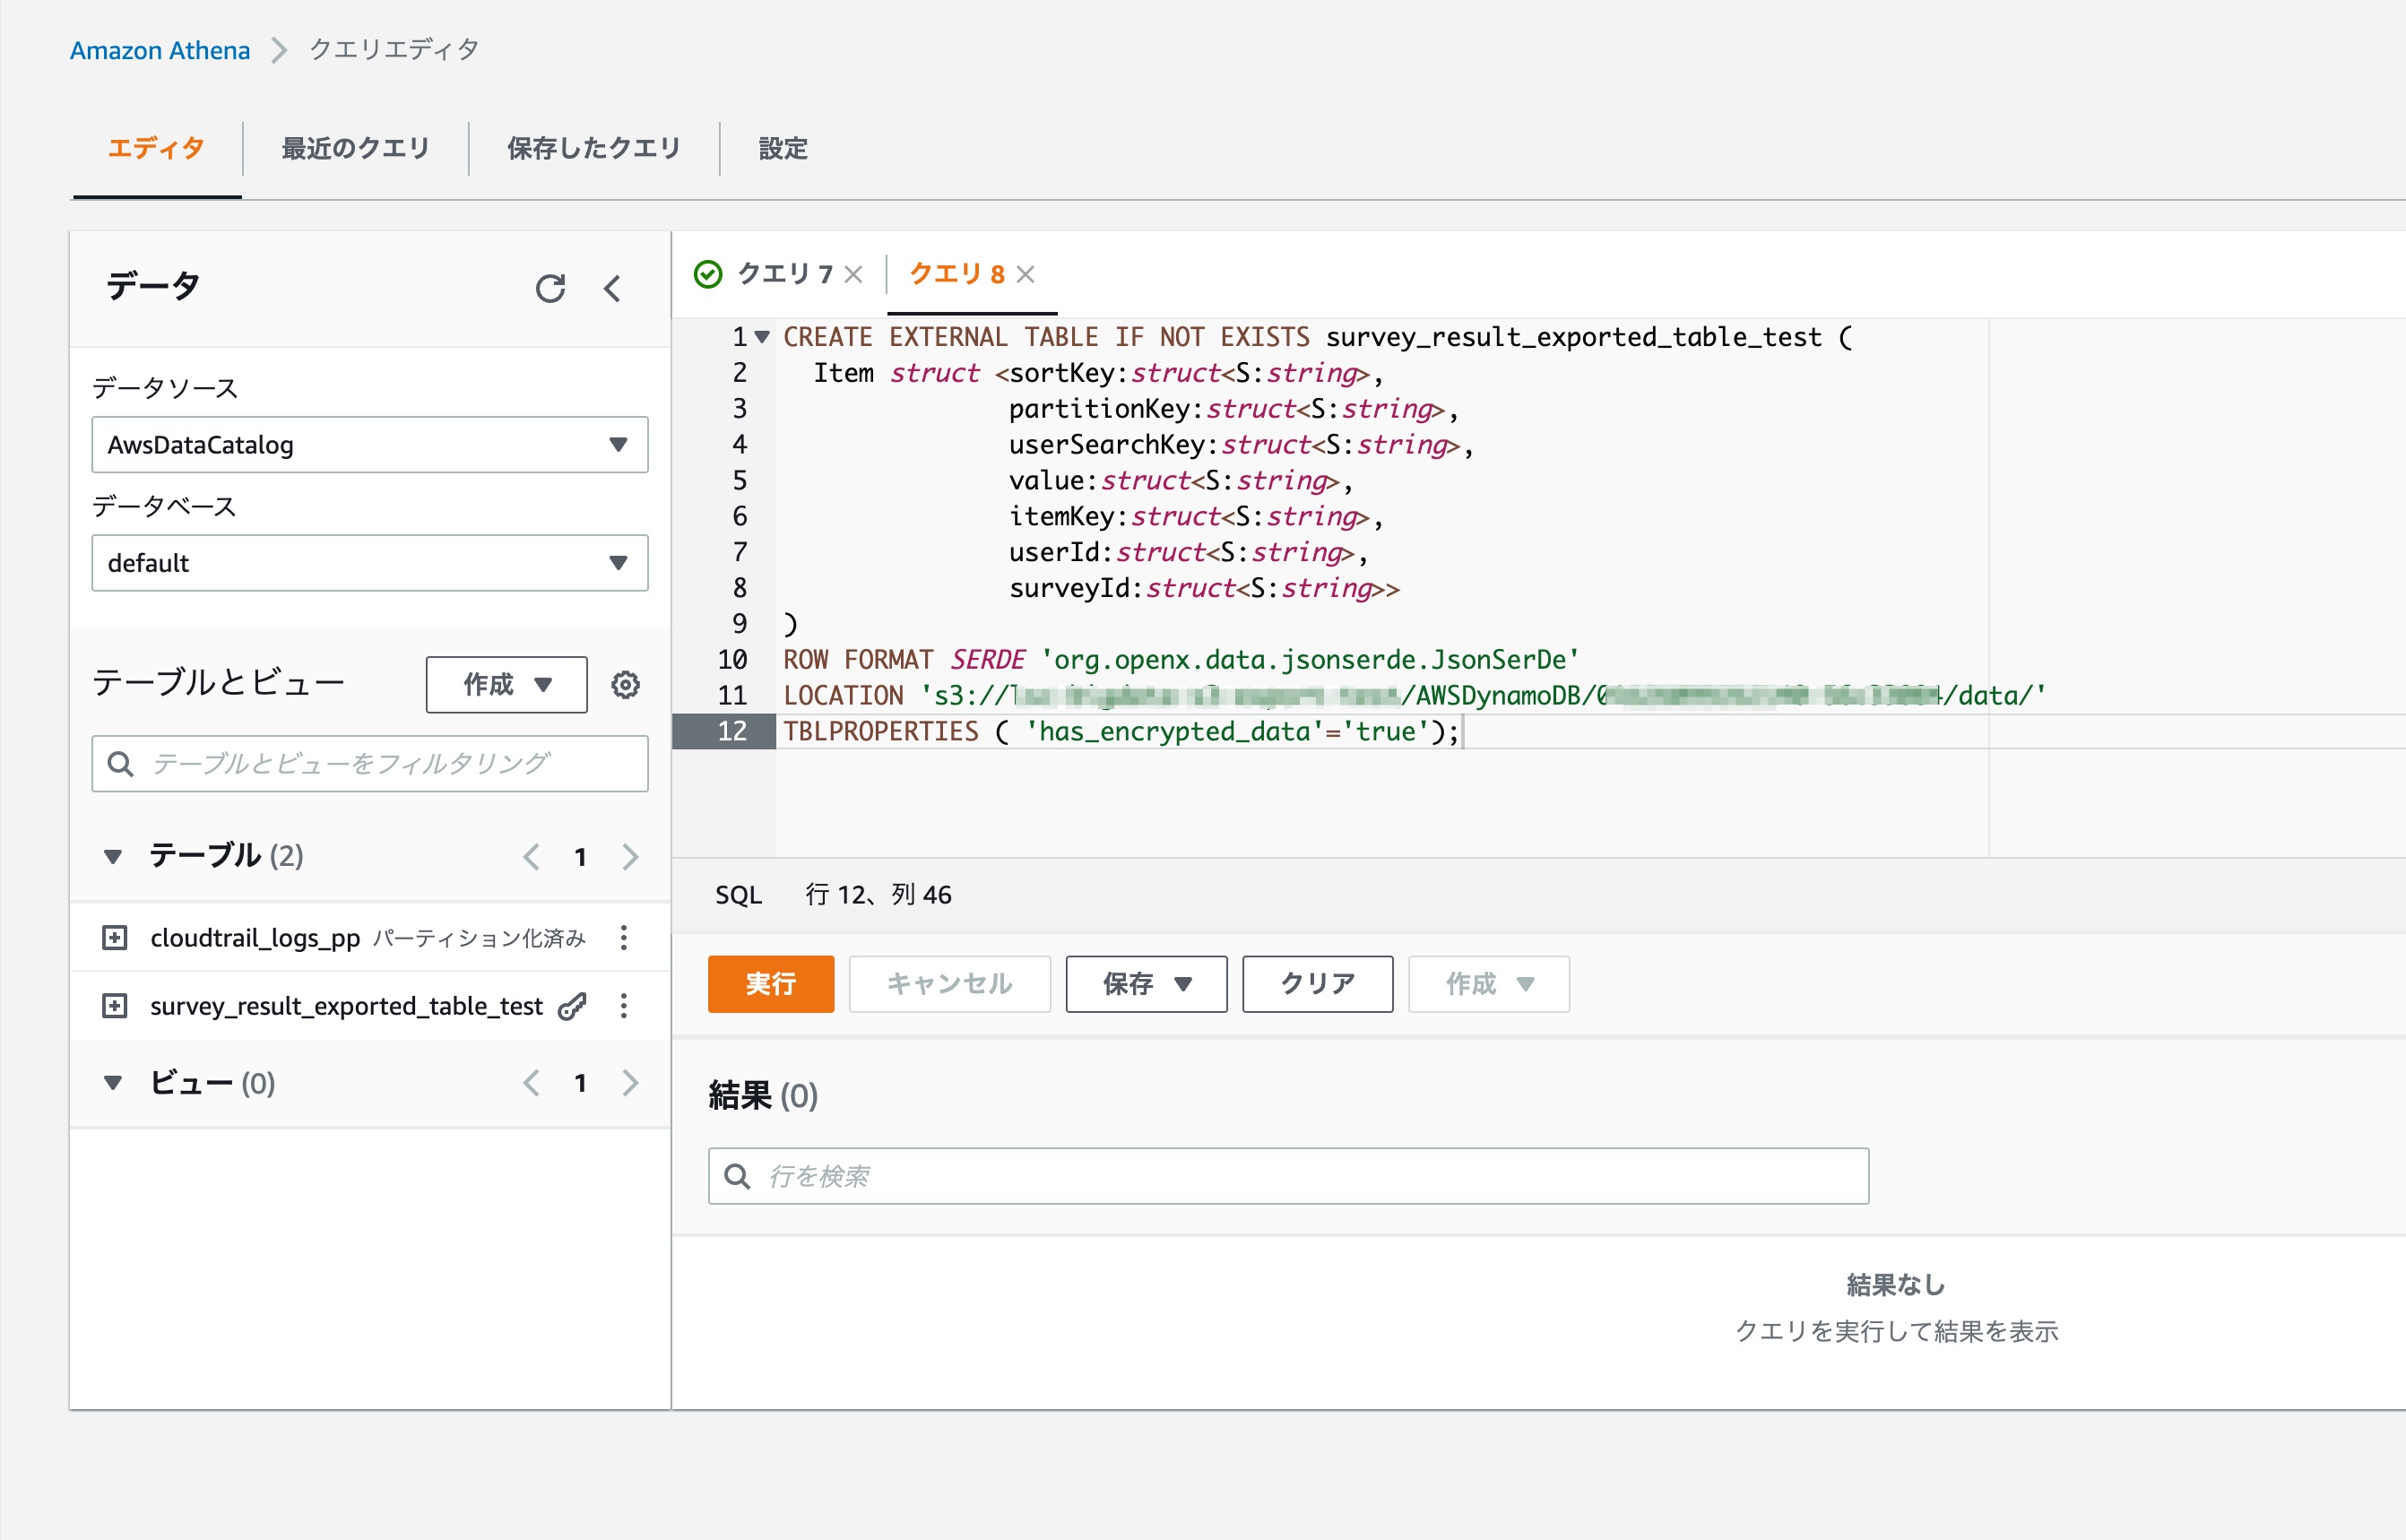 Amazon Athena クエリエディタ
エディタ 最近のクエリ 保存したクエリ 設定
データ
データソース
AwsDataCatalog
データベース
default
テーブルとビュー 作成
テーブルとビューをフィルタリング
テーブル (2) 1
cloudtrail_logs_pp パーティション化済み
survey_result_exported_table_test
ビュー (0) 1
クエリ 7 クエリ 8
1 CREATE EXTERNAL TABLE IF NOT EXISTS survey_result_exported_table_test (
2 Item struct <sortKey:struct<S:string>,
3 partitionKey:struct<S:string>,
4 userSearchKey:struct<S:string>,
5 value:struct<S:string>,
6 itemKey:struct<S:string>,
7 userId:struct<S:string>,
8 surveyId:struct<S:string>>
9 )
10 ROW FORMAT SERDE 'org.openx.data.jsonserde.JsonSerDe'
11 LOCATION 's3:// /AWSDynamoDB/ /data/'
12 TBLPROPERTIES ( 'has_encrypted_data'='true');
SQL 行 12、列 46
実行 キャンセル 保存 クリア 作成
結果 (0)
行を検索
結果なし
クエリを実行して結果を表示